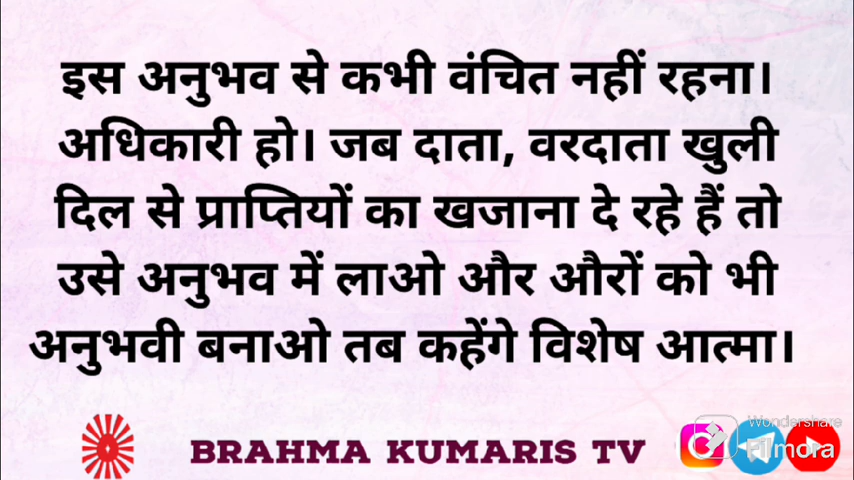 इस अनुभव से कभी वंचित नहीं रहना।
अधिकारी हो। जब दाता, वरदाता खुली
दिल से प्राप्तियों का खजाना दे रहे हैं तो
उसे अनुभव में लाओ और औरों को भी
अनुभवी बनाओ तब कहेंगे विशेष आत्मा।
BRAHMA KUMARIS TV
Wondershare
Filmora